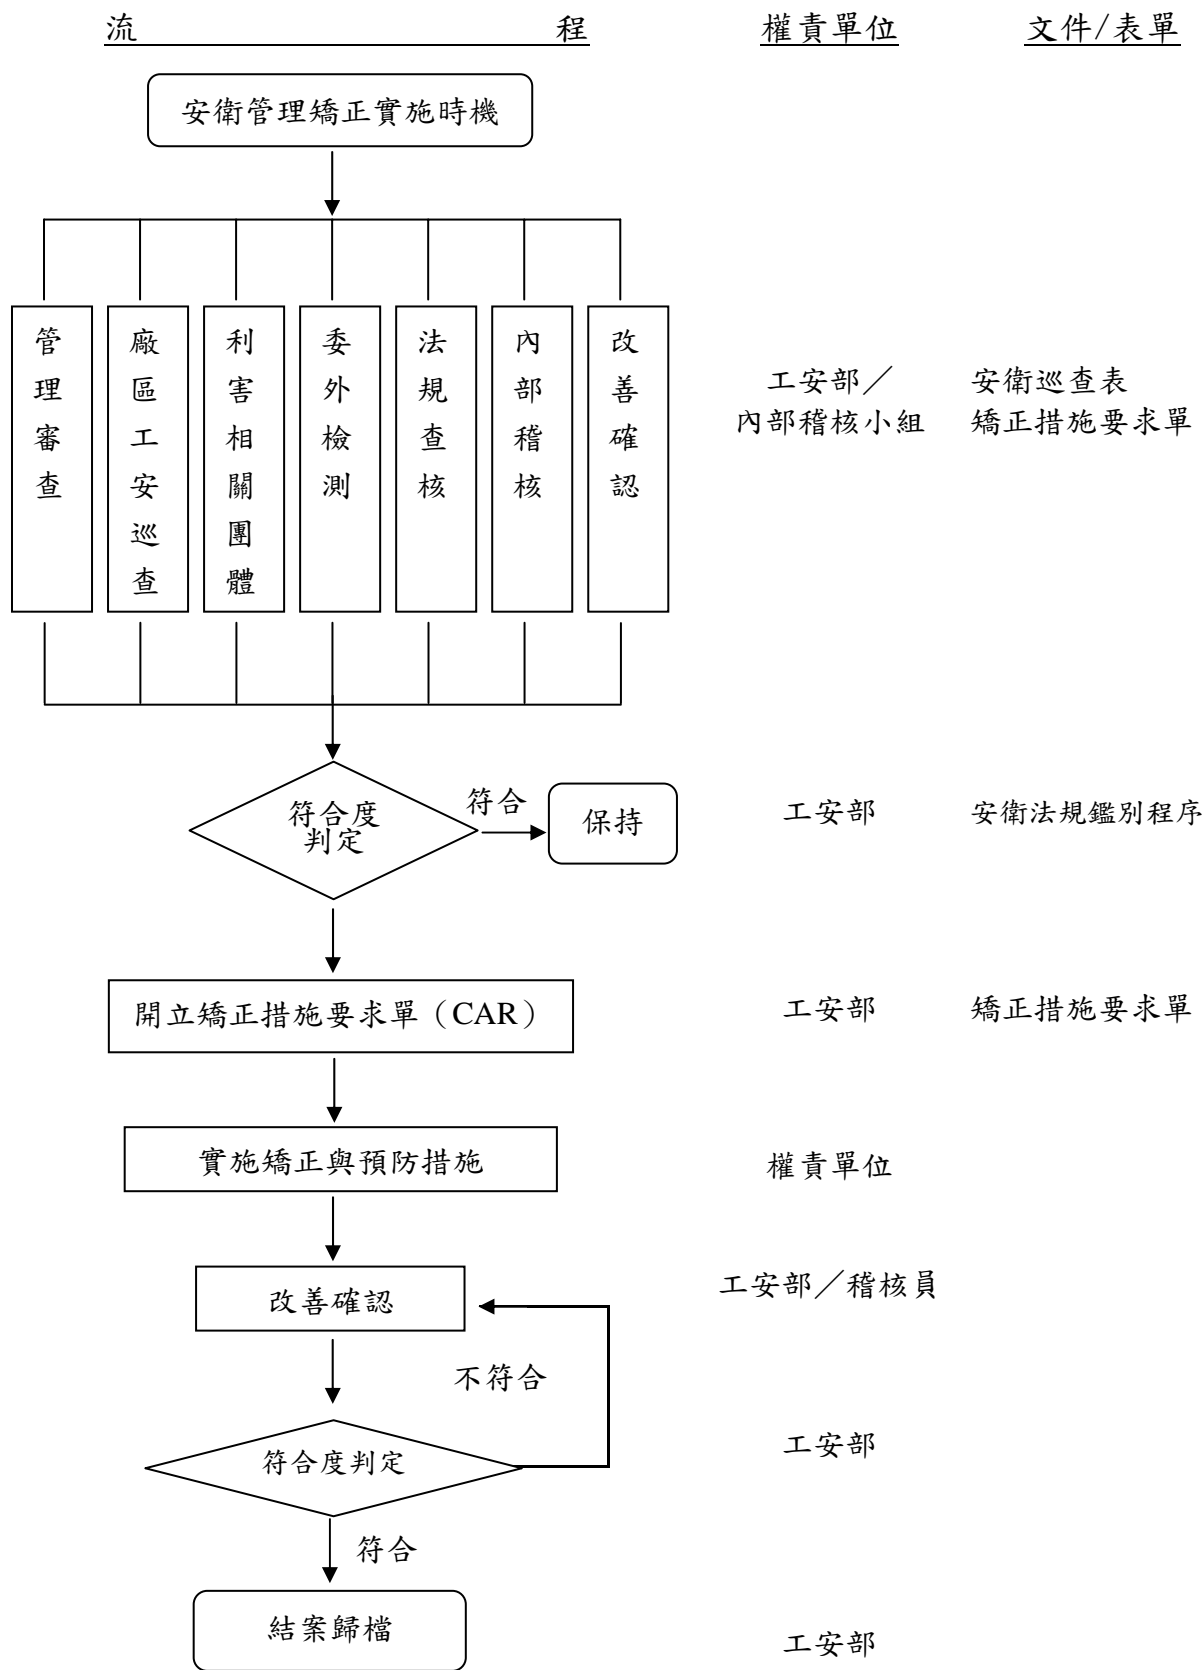 流 程 權責單位 文件/表單
安衛管理矯正實施時機
管理審查
廠區工安巡查
利害相關團體
委外檢測
法規查核
內部稽核
改善確認
工安部／
內部稽核小組
安衛巡查表
矯正措施要求單
符合度
判定
符合
保持
工安部
安衛法規鑑別程序
開立矯正措施要求單（CAR）
工安部
矯正措施要求單
實施矯正與預防措施
權責單位
改善確認
工安部／稽核員
不符合
符合度判定
工安部
符合
結案歸檔
工安部